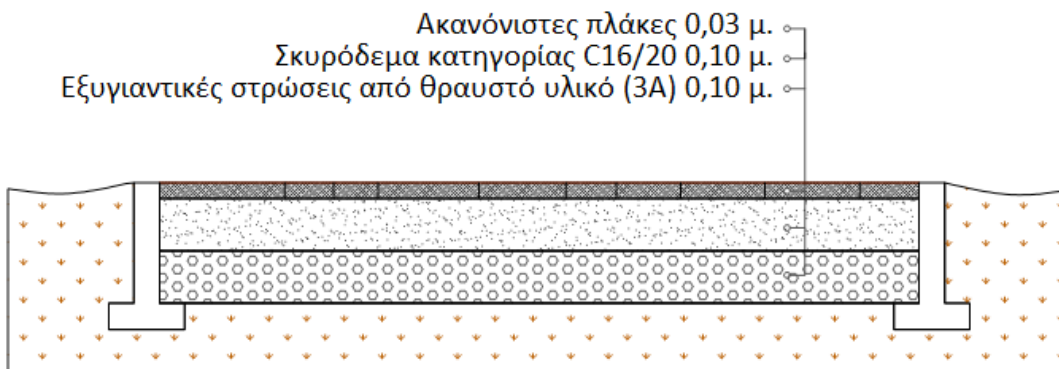 Ακανόνιστες πλάκες 0,03 μ.
Σκυρόδεμα κατηγορίας C16/20 0,10 μ.
Εξυγιαντικές στρώσεις από θραυστό υλικό (3Α) 0,10 μ.